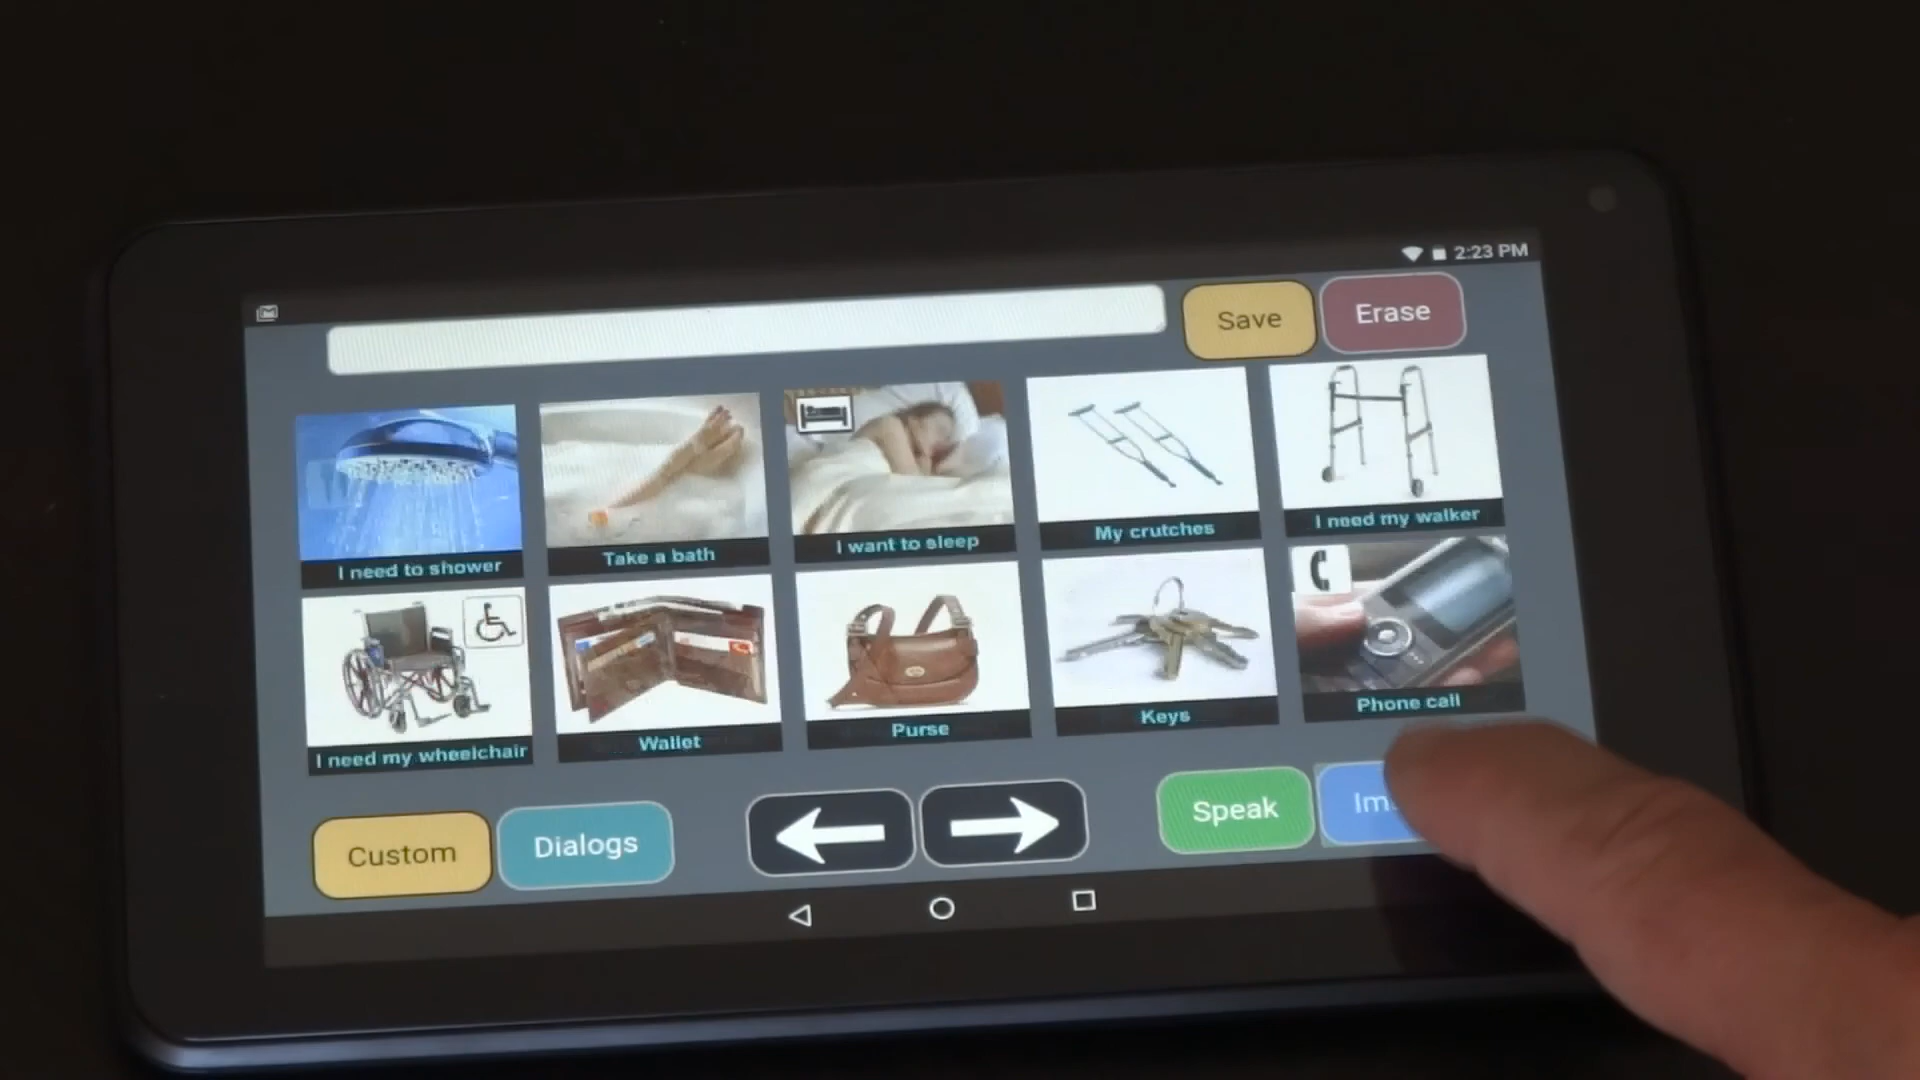 2:23 PM
Save
Erase
I need to shower
Take a bath
I want to sleep
My crutches
I need my walker
I need my wheelchair
Wallet
Purse
Keys
Phone call
Custom
Dialogs
Speak